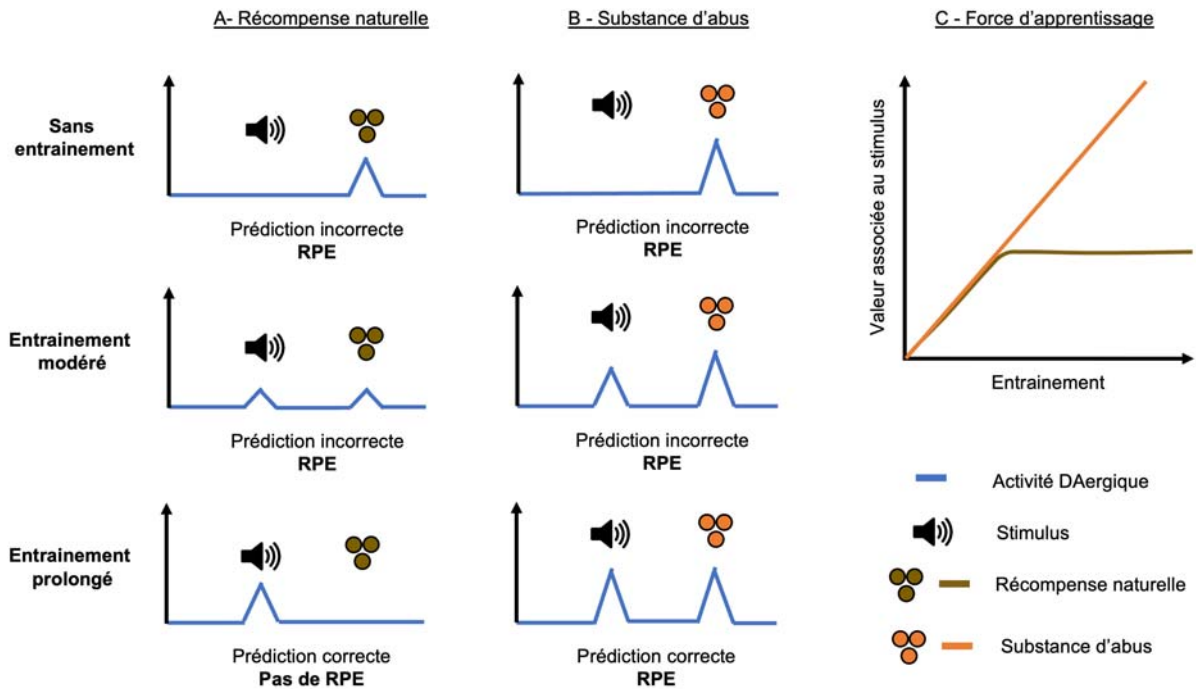 A- Récompense naturelle
B - Substance d'abus
C - Force d'apprentissage
Sans
entrainement
Prédiction incorrecte
RPE
Prédiction incorrecte
RPE
Entrainement
modéré
Prédiction incorrecte
RPE
Prédiction incorrecte
RPE
Entrainement
prolongé
Prédiction correcte
Pas de RPE
Prédiction correcte
RPE
Valeur associée au stimulus
Entrainement
Activité DAergique
Stimulus
Récompense naturelle
Substance d'abus